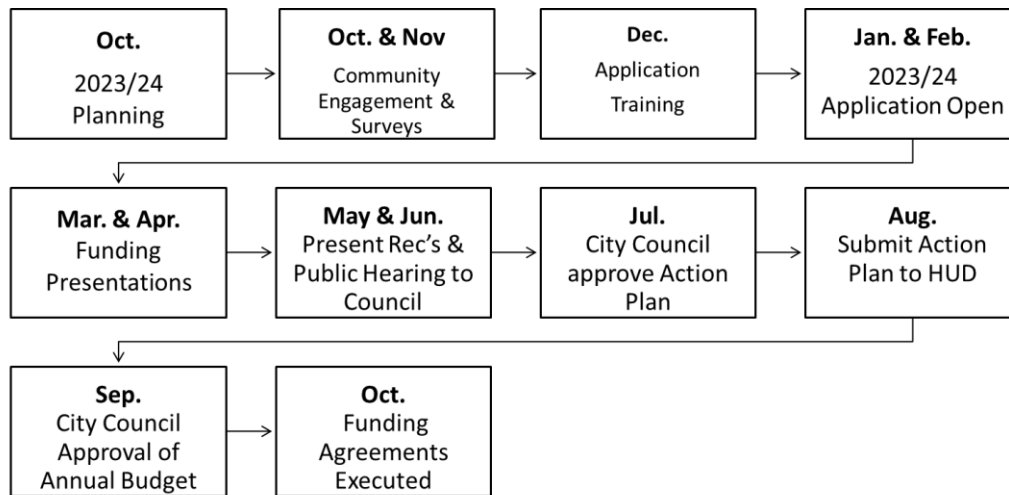 Oct.
2023/24
Planning
Oct. & Nov
Community
Engagement &
Surveys
Dec.
Application
Training
Jan. & Feb.
2023/24
Application Open
Mar. & Apr.
Funding
Presentations
May & Jun.
Present Rec's &
Public Hearing to
Council
Jul.
City Council
approve Action
Plan
Aug.
Submit Action
Plan to HUD
Sep.
City Council
Approval of
Annual Budget
Oct.
Funding
Agreements
Executed